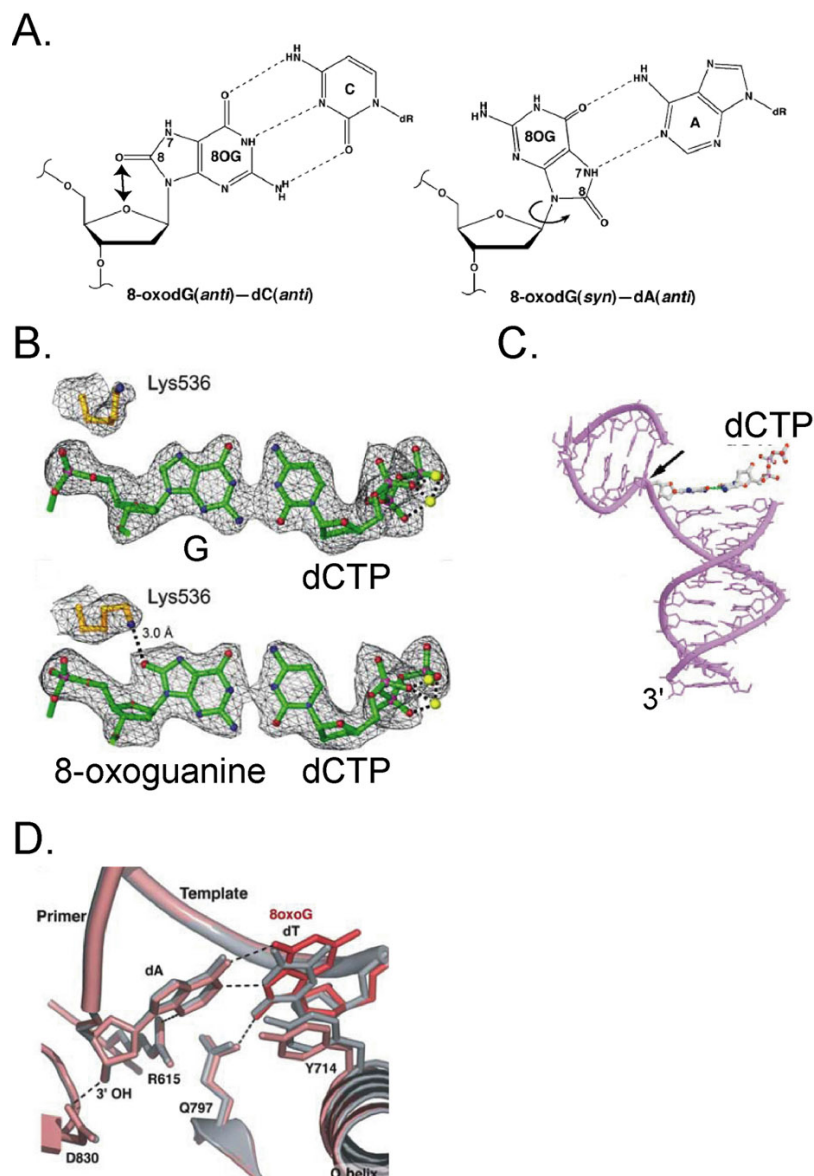 A.
H
N
H
N
C
N
dR
O
O
H
N
7
O
8
8OG
NH
N
N
N
H
H
O
O
O
8-oxodG(anti)—dC(anti)
O
HN
H2N
8OG
N
7
NH
N
8
O
HN
N
N
A
N
N
dR
O
O
O
8-oxodG(syn)—dA(anti)
B.
Lys536
G
dCTP
Lys536
3.0 Å
8-oxoguanine
dCTP
C.
dCTP
3'
D.
Template
Primer
8oxoG
dT
dA
R615
3' OH
Q797
Y714
D830
O helix